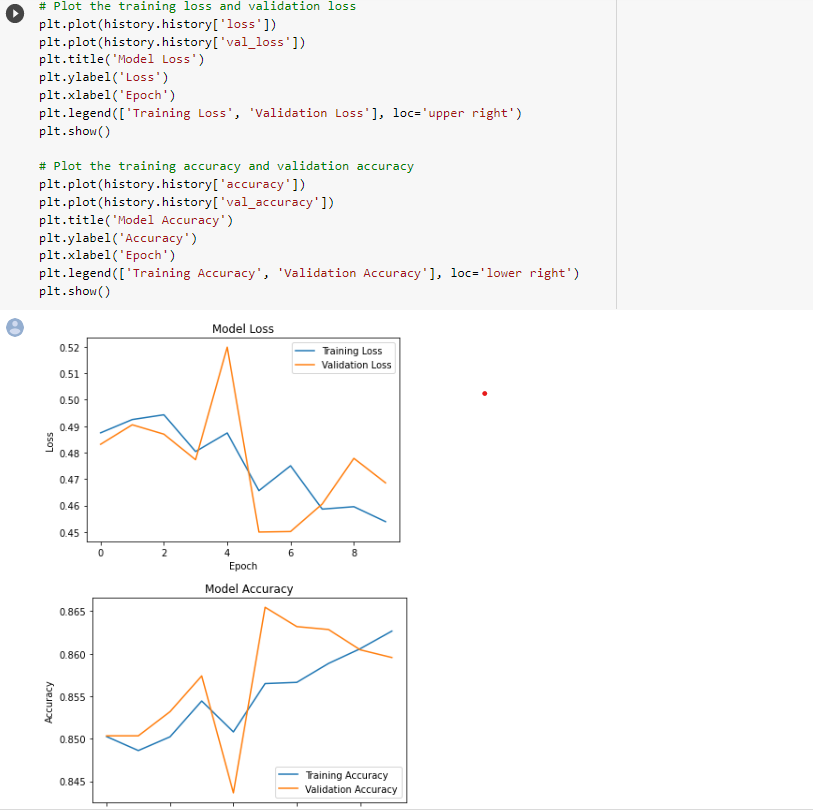 # Plot the training loss and validation loss
plt.plot(history.history['loss'])
plt.plot(history.history['val_loss'])
plt.title('Model Loss')
plt.ylabel('Loss')
plt.xlabel('Epoch')
plt.legend(['Training Loss', 'Validation Loss'], loc='upper right')
plt.show()
# Plot the training accuracy and validation accuracy
plt.plot(history.history['accuracy'])
plt.plot(history.history['val_accuracy'])
plt.title('Model Accuracy')
plt.ylabel('Accuracy')
plt.xlabel('Epoch')
plt.legend(['Training Accuracy', 'Validation Accuracy'], loc='lower right')
plt.show()
Model Loss
0.52
0.51
0.50
0.49
0.48
0.47
0.46
0.45
Loss
Training Loss
Validation Loss
0 2 4 6 8
Epoch
Model Accuracy
0.865
0.860
0.855
0.850
0.845
Accuracy
Training Accuracy
Validation Accuracy